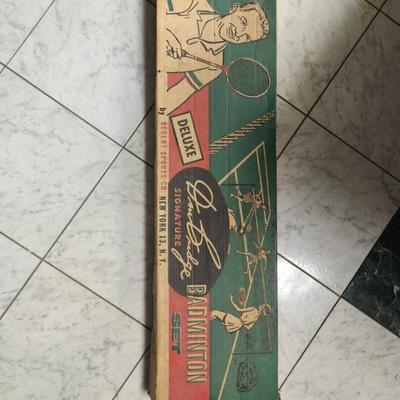 DELUXE
Don Budge
SIGNATURE
BADMINTON
SET
by REGENT SPORTS CO. NEW YORK 13, N.Y.